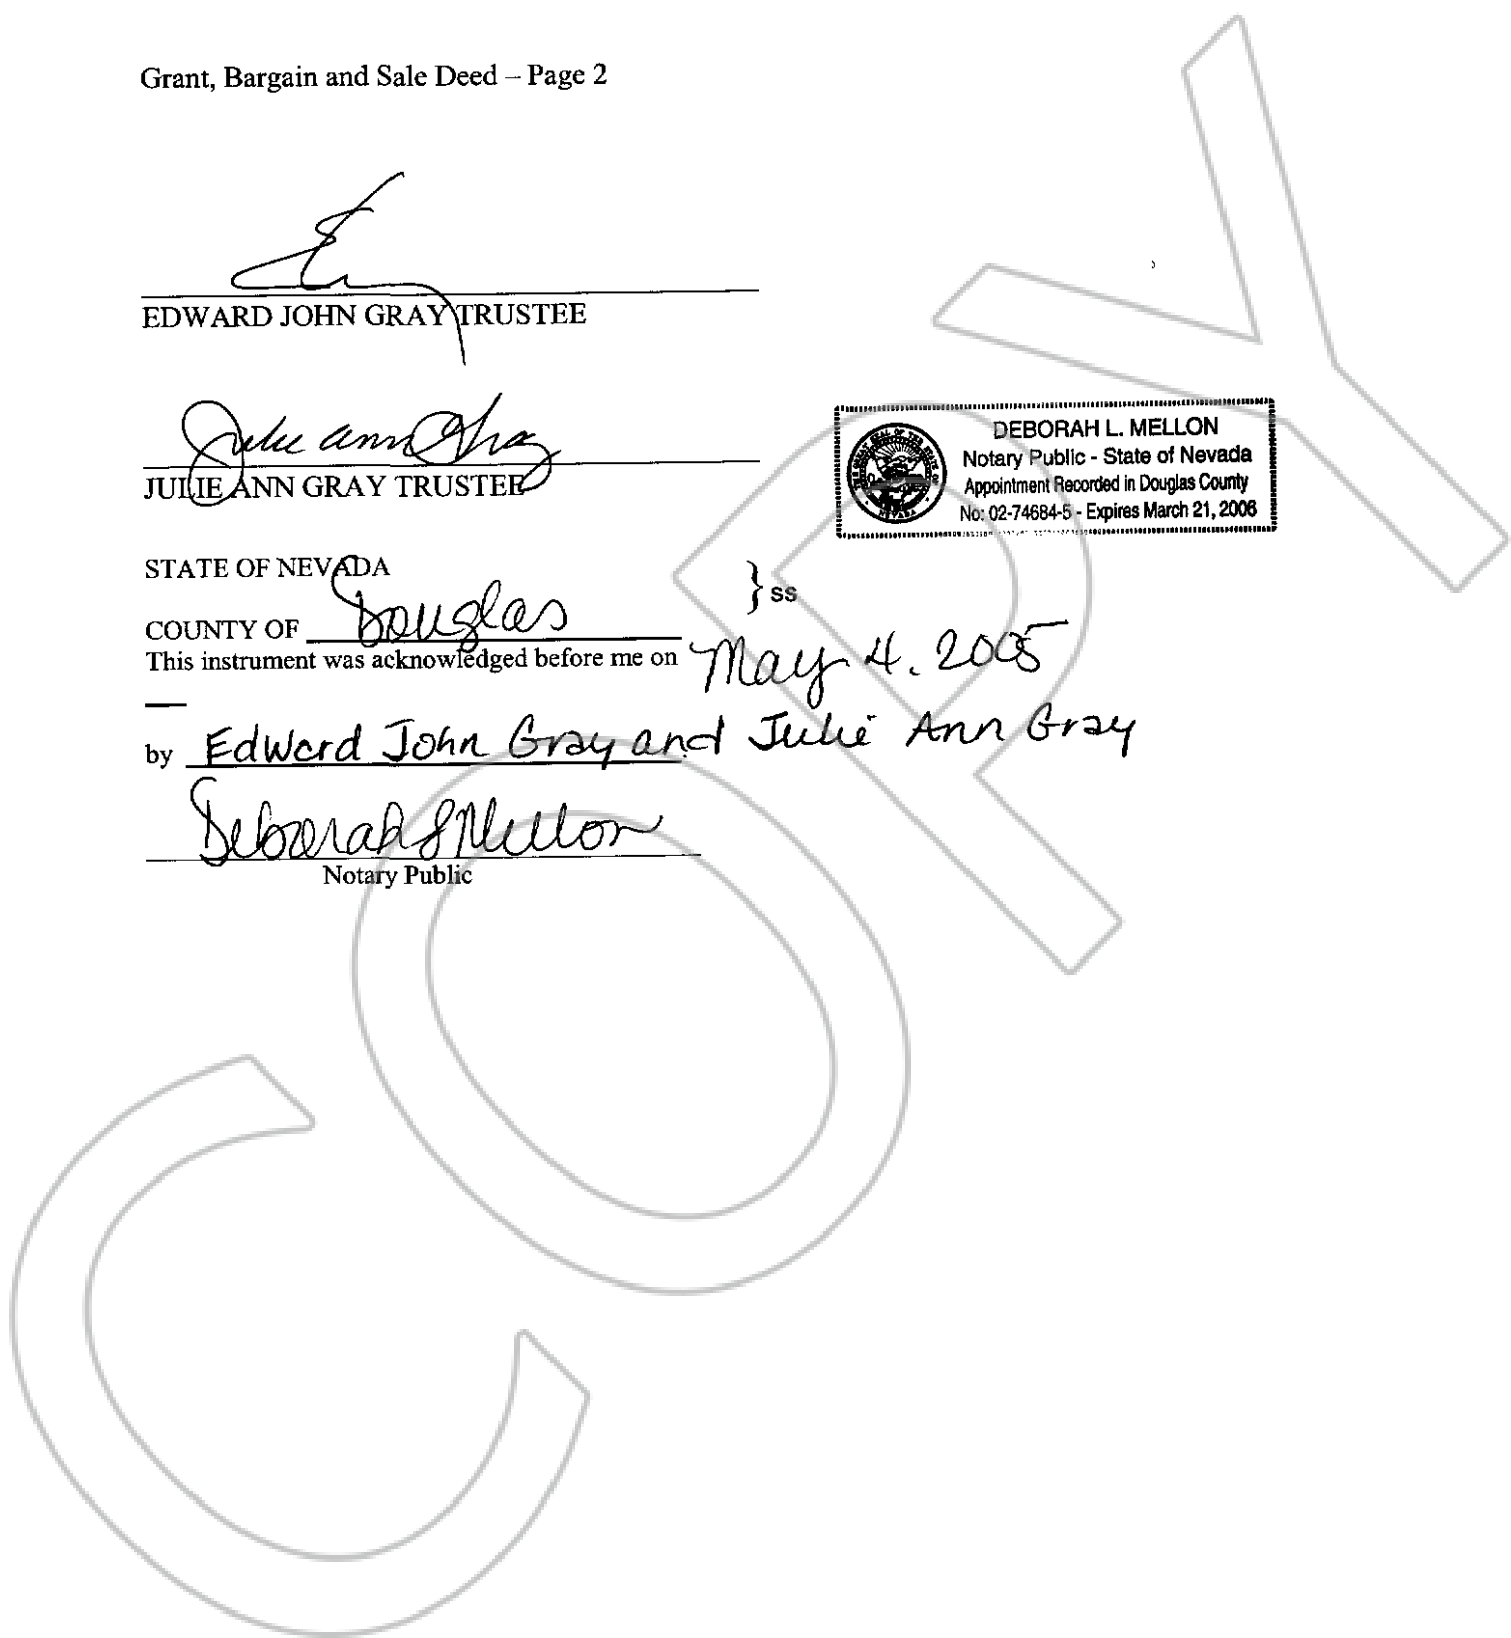 Grant, Bargain and Sale Deed – Page 2
EDWARD JOHN GRAY TRUSTEE
Julie Ann Gray
JULIE ANN GRAY TRUSTEE
DEBORAH L. MELLON
Notary Public - State of Nevada
Appointment Recorded in Douglas County
No: 02-74684-5 - Expires March 21, 2006
STATE OF NEVADA
} ss
COUNTY OF Douglas
This instrument was acknowledged before me on May 4, 2005
by Edward John Gray and Julie Ann Gray
Deborah L Mellon
Notary Public
COPY